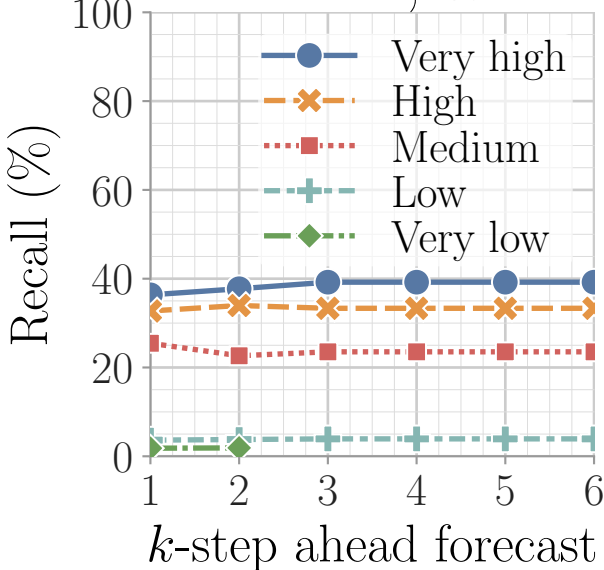 100
80
60
40
20
0
Recall (%)
Very high
High
Medium
Low
Very low
1 2 3 4 5 6
k-step ahead forecast